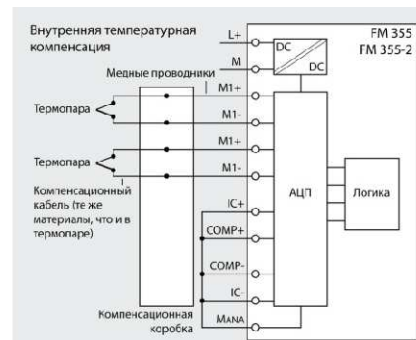 Внутренняя температурная
компенсация
L+
DC
DC
FM 355
FM 355-2
M
Медные проводники
M1+
Термопара
M1-
M1+
Термопара
M1-
Компенсационный
кабель (те же
материалы, что и в
термопаре)
IC+
COMP+
COMP-
IC-
MANA
АЦП
Логика
Компенсационная
коробка